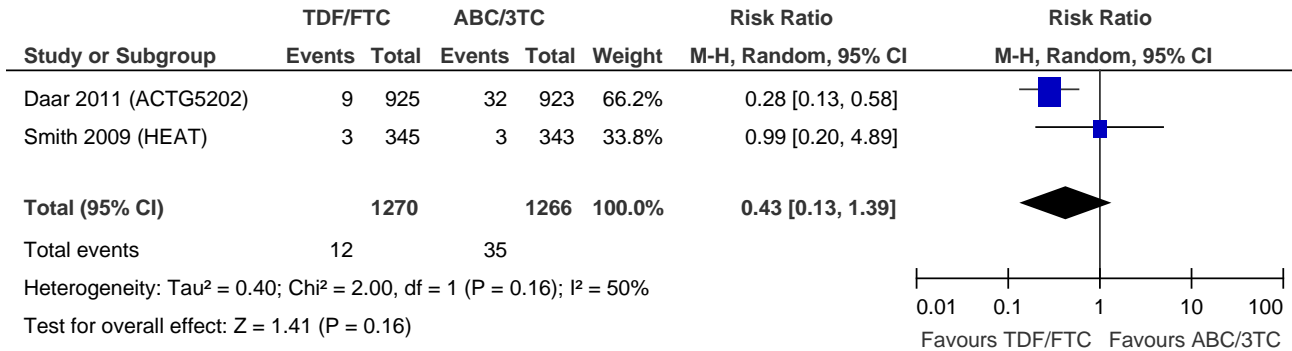 TDF/FTC ABC/3TC Risk Ratio Risk Ratio
Study or Subgroup Events Total Events Total Weight M-H, Random, 95% CI M-H, Random, 95% CI
Daar 2011 (ACTG5202) 9 925 32 923 66.2% 0.28 [0.13, 0.58]
Smith 2009 (HEAT) 3 345 3 343 33.8% 0.99 [0.20, 4.89]
Total (95% CI) 1270 1266 100.0% 0.43 [0.13, 1.39]
Total events 12 35
Heterogeneity: Tau² = 0.40; Chi² = 2.00, df = 1 (P = 0.16); I² = 50%
Test for overall effect: Z = 1.41 (P = 0.16)
0.01 0.1 1 10 100
Favours TDF/FTC Favours ABC/3TC